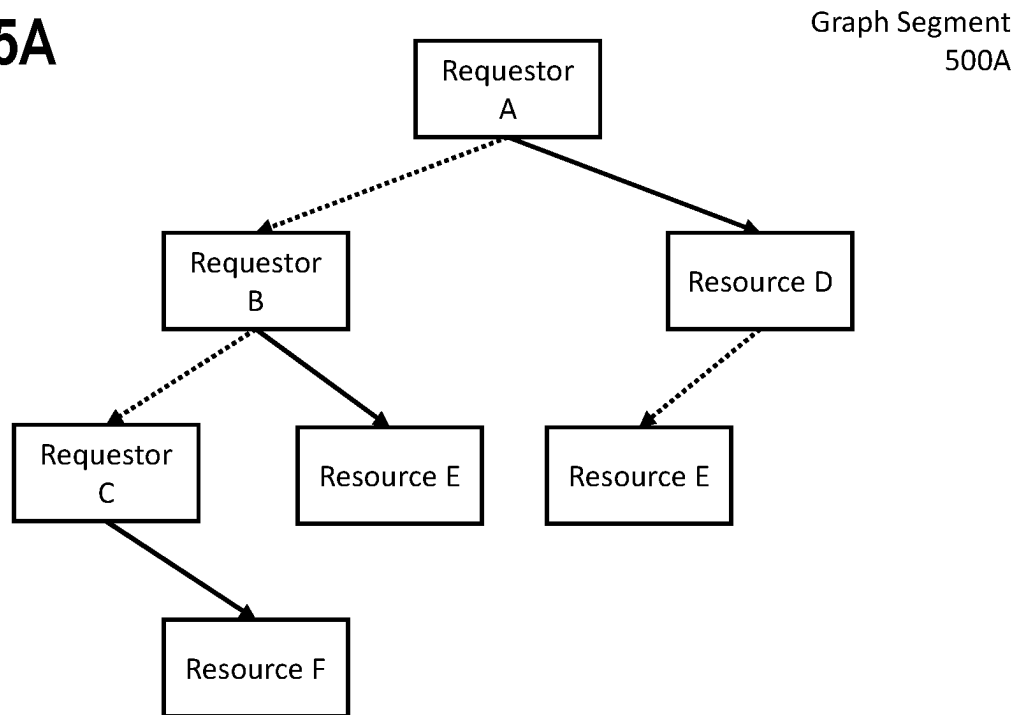 5A
Graph Segment
500A
Requestor
A
Requestor
B
Resource D
Requestor
C
Resource E
Resource E
Resource F